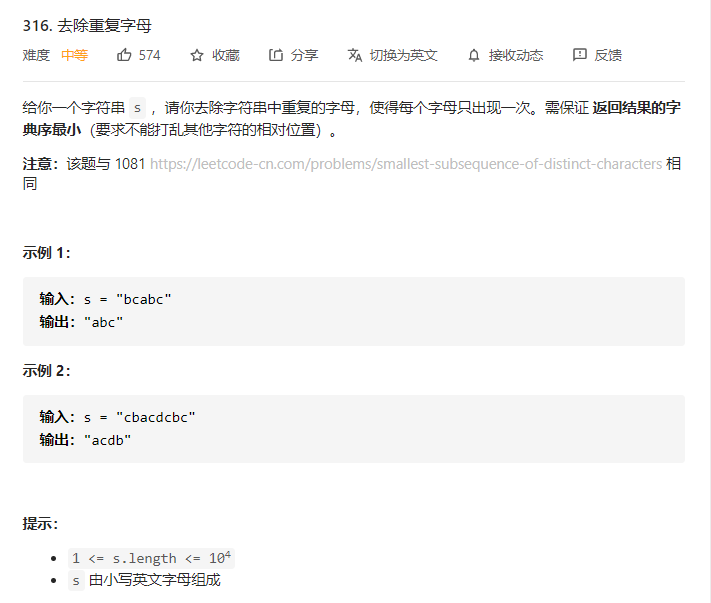 316. 去除重复字母
难度 中等 574 收藏 分享 切换为英文 接收动态 反馈
给你一个字符串 s ，请你去除字符串中重复的字母，使得每个字母只出现一次。需保证 返回结果的字
典序最小（要求不能打乱其他字符的相对位置）。
注意：该题与 1081 https://leetcode-cn.com/problems/smallest-subsequence-of-distinct-characters 相
同
示例 1：
输入：s = "bcabc"
输出："abc"
示例 2：
输入：s = "cbacdcbc"
输出："acdb"
提示：
• 1 <= s.length <= 10⁴
• s 由小写英文字母组成